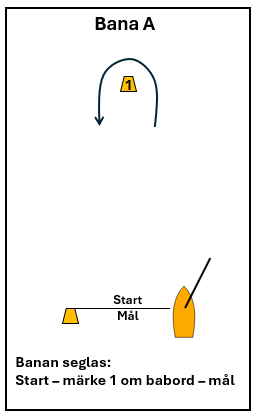 Bana A
1
Start
Mål
Banan seglas:
Start – märke 1 om babord – mål